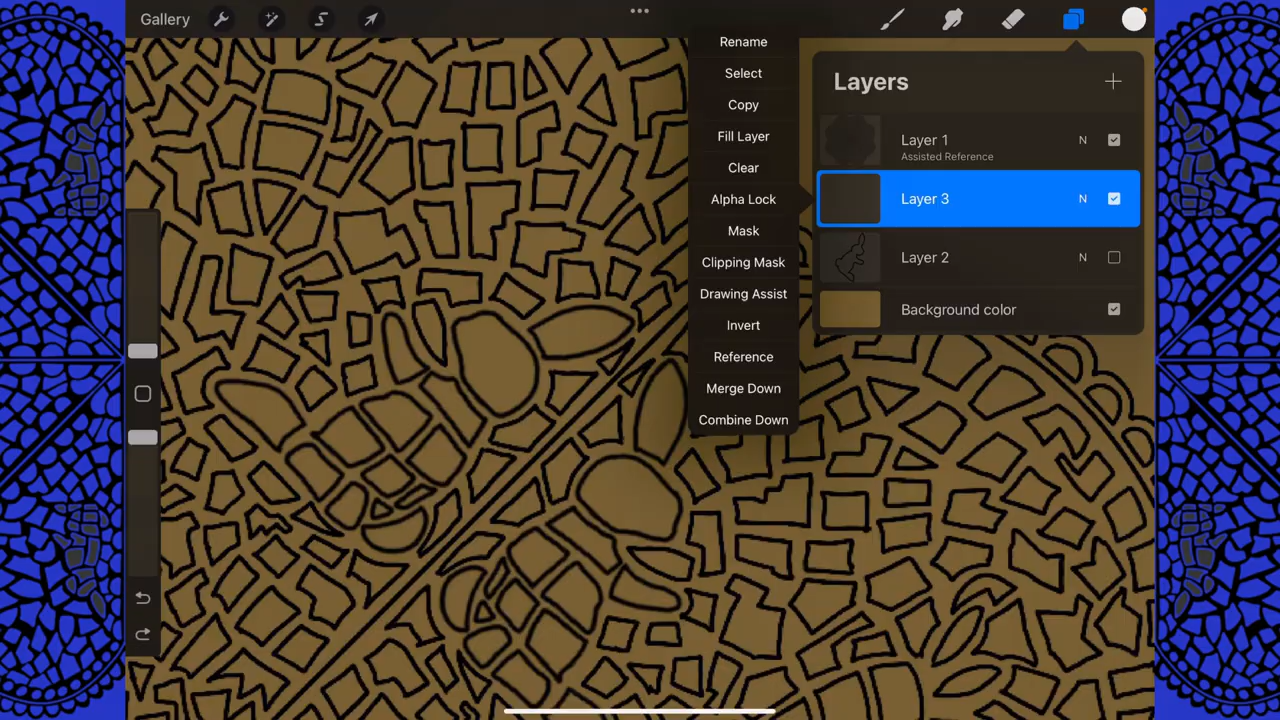 Gallery
Rename
Select
Copy
Fill Layer
Clear
Alpha Lock
Mask
Clipping Mask
Drawing Assist
Invert
Reference
Merge Down
Combine Down
Layers
Layer 1 N
Assisted Reference
Layer 3 N
Layer 2 N
Background color